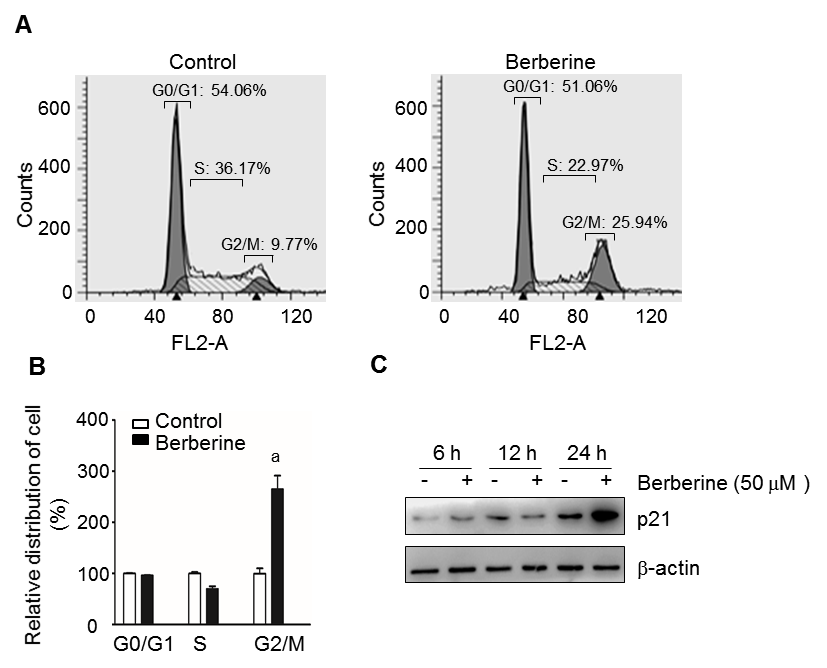 A
Control
Berberine
G0/G1: 54.06%
S: 36.17%
G2/M: 9.77%
Counts
600
400
200
0
0 40 80 120
FL2-A
G0/G1: 51.06%
S: 22.97%
G2/M: 25.94%
Counts
600
400
200
0
0 40 80 120
FL2-A
B
Relative distribution of cell
(%)
400
300
200
100
0
Control
Berberine
a
G0/G1 S G2/M
C
6 h 12 h 24 h
- + - + - + Berberine (50 μM )
p21
β-actin